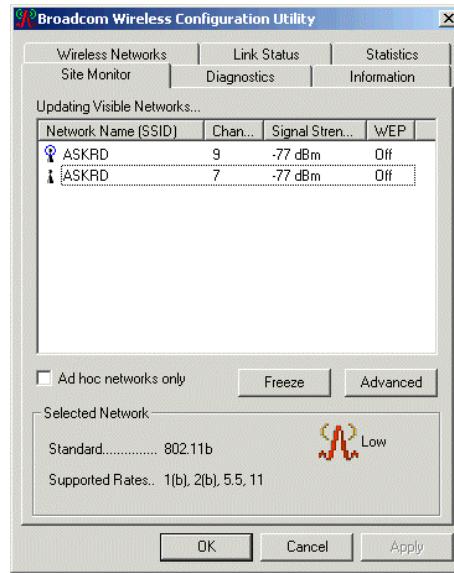 Broadcom Wireless Configuration Utility
Wireless Networks Link Status Statistics
Site Monitor Diagnostics Information
Updating Visible Networks...
Network Name (SSID) Chan... Signal Stren... WEP
ASKRD 9 -77 dBm Off
ASKRD 7 -77 dBm Off
Ad hoc networks only Freeze Advanced
Selected Network
Standard.............. 802.11b Low
Supported Rates.. 1(b), 2(b), 5.5, 11
OK Cancel Apply